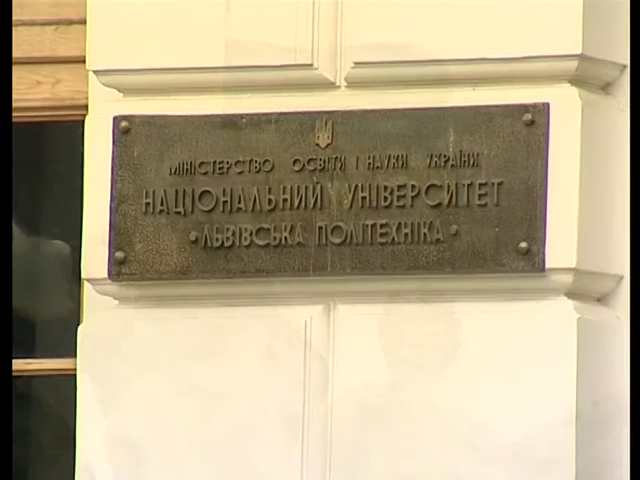 МІНІСТЕРСТВО ОСВІТИ І НАУКИ УКРАЇНИ
НАЦІОНАЛЬНИЙ УНІВЕРСИТЕТ
•ЛЬВІВСЬКА ПОЛІТЕХНІКА•